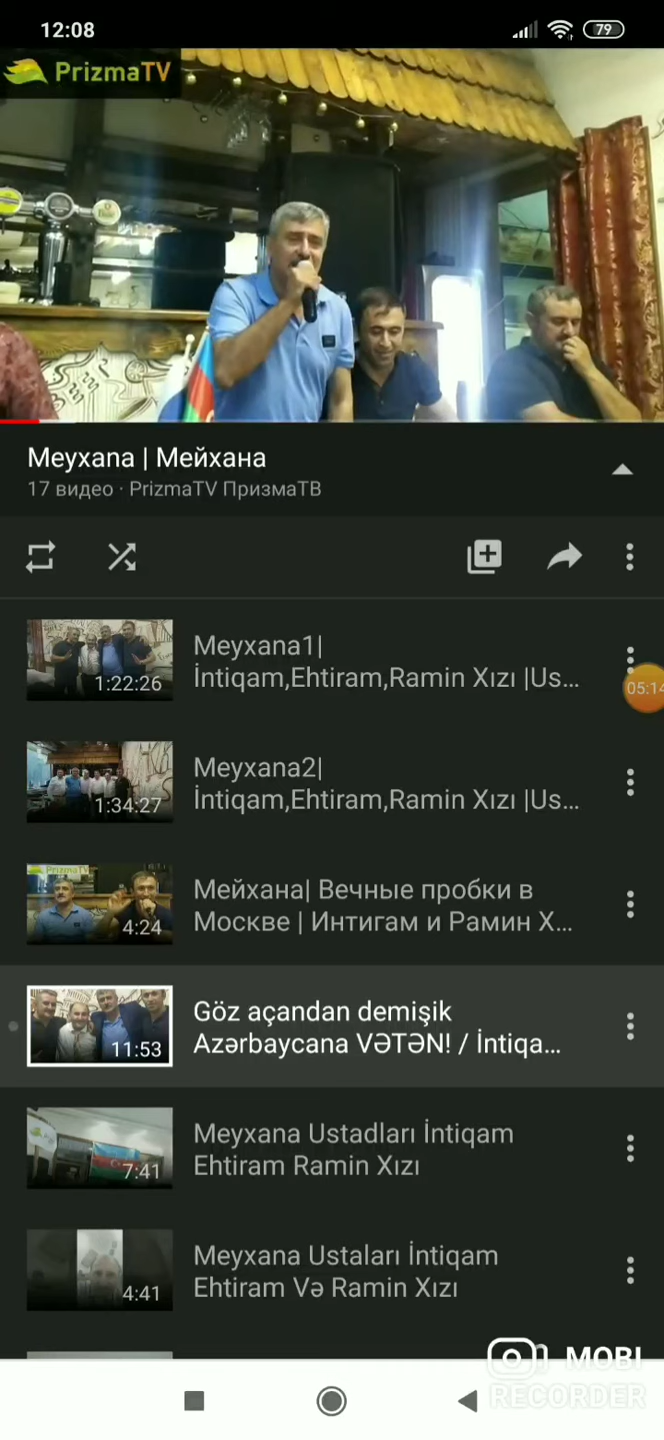 12:08
79
PrizmaTV
Meyxana | Мейхана
17 видео · PrizmaTV ПризмаТВ
Meyxana1|
İntiqam,Ehtiram,Ramin Xızı |Us...
1:22:26
05:14
Meyxana2|
İntiqam,Ehtiram,Ramin Xızı |Us...
1:34:27
PrizmaTV
Мейхана| Вечные пробки в
Москве | Интигам и Рамин Х...
4:24
Göz açandan demişik
Azərbaycana VƏTƏN! / İntiqa...
11:53
Meyxana Ustadları İntiqam
Ehtiram Ramin Xızı
7:41
Meyxana Ustaları İntiqam
Ehtiram Və Ramin Xızı
4:41
MOBI
RECORDER